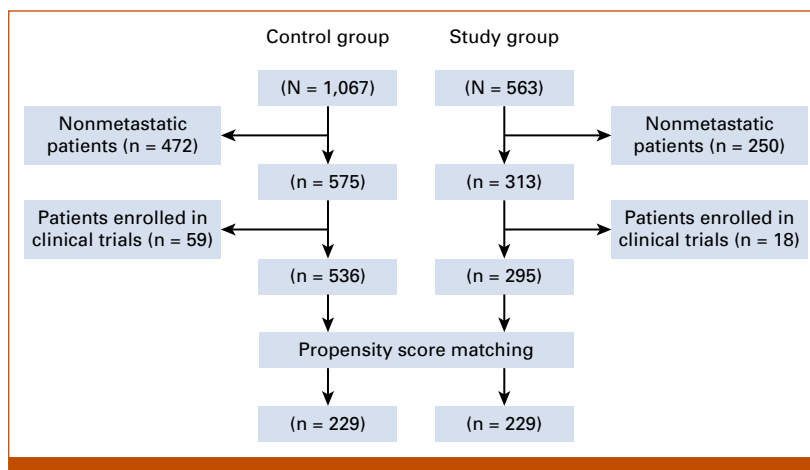 Control group
Study group
(N = 1,067)
(N = 563)
Nonmetastatic
patients (n = 472)
Nonmetastatic
patients (n = 250)
(n = 575)
(n = 313)
Patients enrolled in
clinical trials (n = 59)
Patients enrolled in
clinical trials (n = 18)
(n = 536)
(n = 295)
Propensity score matching
(n = 229)
(n = 229)